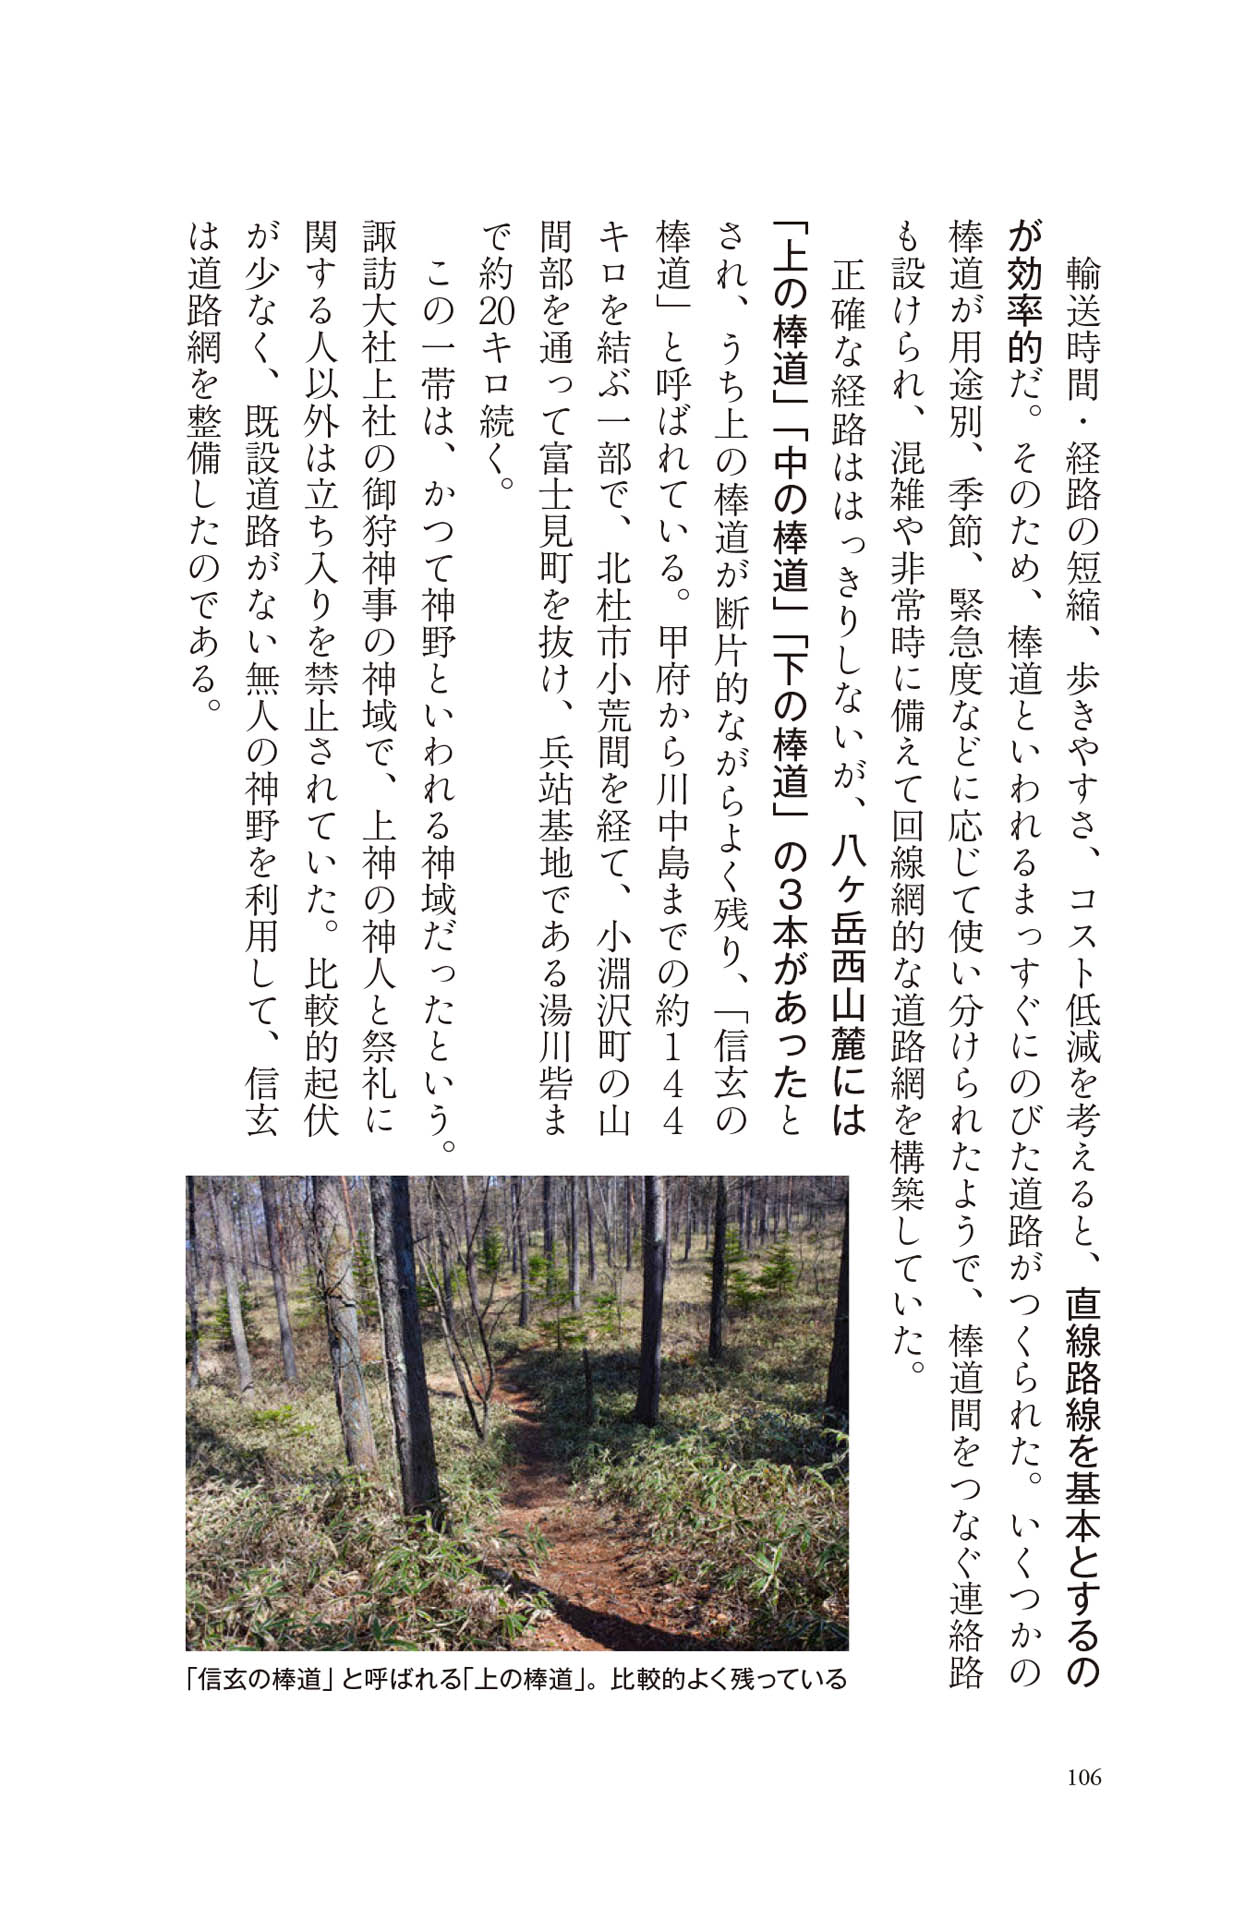 輸送時間・経路の短縮、歩きやすさ、コスト低減を考えると、直線路線を基本とするの
が効率的だ。そのため、棒道といわれるまっすぐにのびた道路がつくられた。いくつかの
棒道が用途別、季節、緊急度などに応じて使い分けられたようで、棒道間をつなぐ連絡路
も設けられ、混雑や非常時に備えて回線網的な道路網を構築していた。
正確な経路ははっきりしないが、八ヶ岳西山麓には
「上の棒道」「中の棒道」「下の棒道」の3本があったと
され、うち上の棒道が断片的ながらよく残り、「信玄の
棒道」と呼ばれている。甲府から川中島までの約144
キロを結ぶ一部で、北杜市小荒間を経て、小淵沢町の山
間部を通って富士見町を抜け、兵站基地である湯川砦ま
で約20キロ続く。
この一帯は、かつて神野といわれる神域だったという。
諏訪大社上社の御狩神事の神域で、上神の神人と祭礼に
関する人以外は立ち入りを禁止されていた。比較的起伏
が少なく、既設道路がない無人の神野を利用して、信玄
は道路網を整備したのである。
「信玄の棒道」と呼ばれる「上の棒道」。比較的よく残っている
106